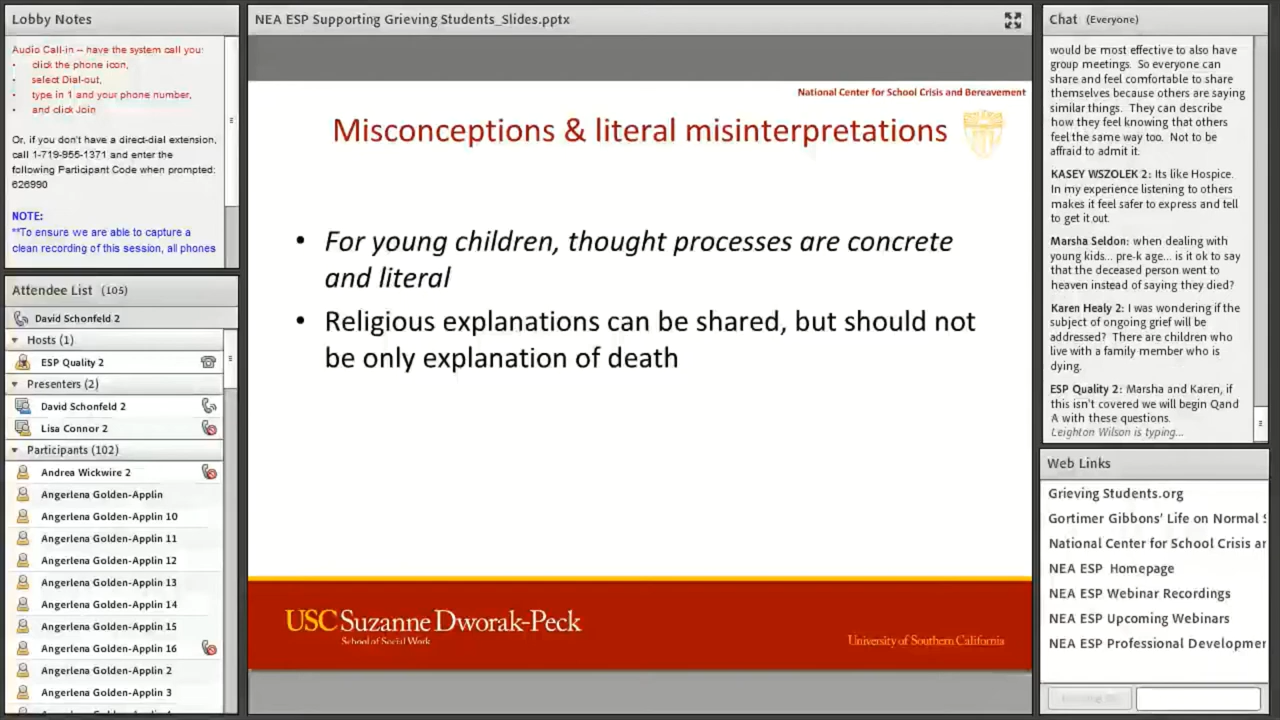 Lobby Notes
Audio Call-in – have the system call you:
• click the phone icon,
• select Dial-out,
• type in 1 and your phone number,
• and click Join
Or, if you don't have a direct-dial extension,
call 1-719-955-1371 and enter the
following Participant Code when prompted:
626990
NOTE:
**To ensure we are able to capture a
clean recording of this session, all phones
Attendee List (105)
David Schonfeld 2
Hosts (1)
ESP Quality 2
Presenters (2)
David Schonfeld 2
Lisa Connor 2
Participants (102)
Andrea Wickwire 2
Angerlena Golden-Applin
Angerlena Golden-Applin 10
Angerlena Golden-Applin 11
Angerlena Golden-Applin 12
Angerlena Golden-Applin 13
Angerlena Golden-Applin 14
Angerlena Golden-Applin 15
Angerlena Golden-Applin 16
Angerlena Golden-Applin 2
Angerlena Golden-Applin 3
NEA ESP Supporting Grieving Students_Slides.pptx
National Center for School Crisis and Bereavement
Misconceptions & literal misinterpretations
• For young children, thought processes are concrete
and literal
• Religious explanations can be shared, but should not
be only explanation of death
USC Suzanne Dworak-Peck
School of Social Work
University of Southern California
Chat (Everyone)
would be most effective to also have
group meetings. So everyone can
share and feel comfortable to share
themselves because others are saying
similar things. They can describe
how they feel knowing that others
feel the same way too. Not to be
afraid to admit it.
KASEY WSZOLEK 2: Its like Hospice.
In my experience listening to others
makes it feel safer to express and tell
to get it out.
Marsha Seldon: when dealing with
young kids... pre-k age... is it ok to say
that the deceased person went to
heaven instead of saying they died?
Karen Healy 2: I was wondering if the
subject of ongoing grief will be
addressed? There are children who
live with a family member who is
dying.
ESP Quality 2: Marsha and Karen, if
this isn't covered we will begin Qand
A with these questions.
Leighton Wilson is typing...
Web Links
Grieving Students.org
Gortimer Gibbons' Life on Normal S
National Center for School Crisis ar
NEA ESP Homepage
NEA ESP Webinar Recordings
NEA ESP Upcoming Webinars
NEA ESP Professional Developmer